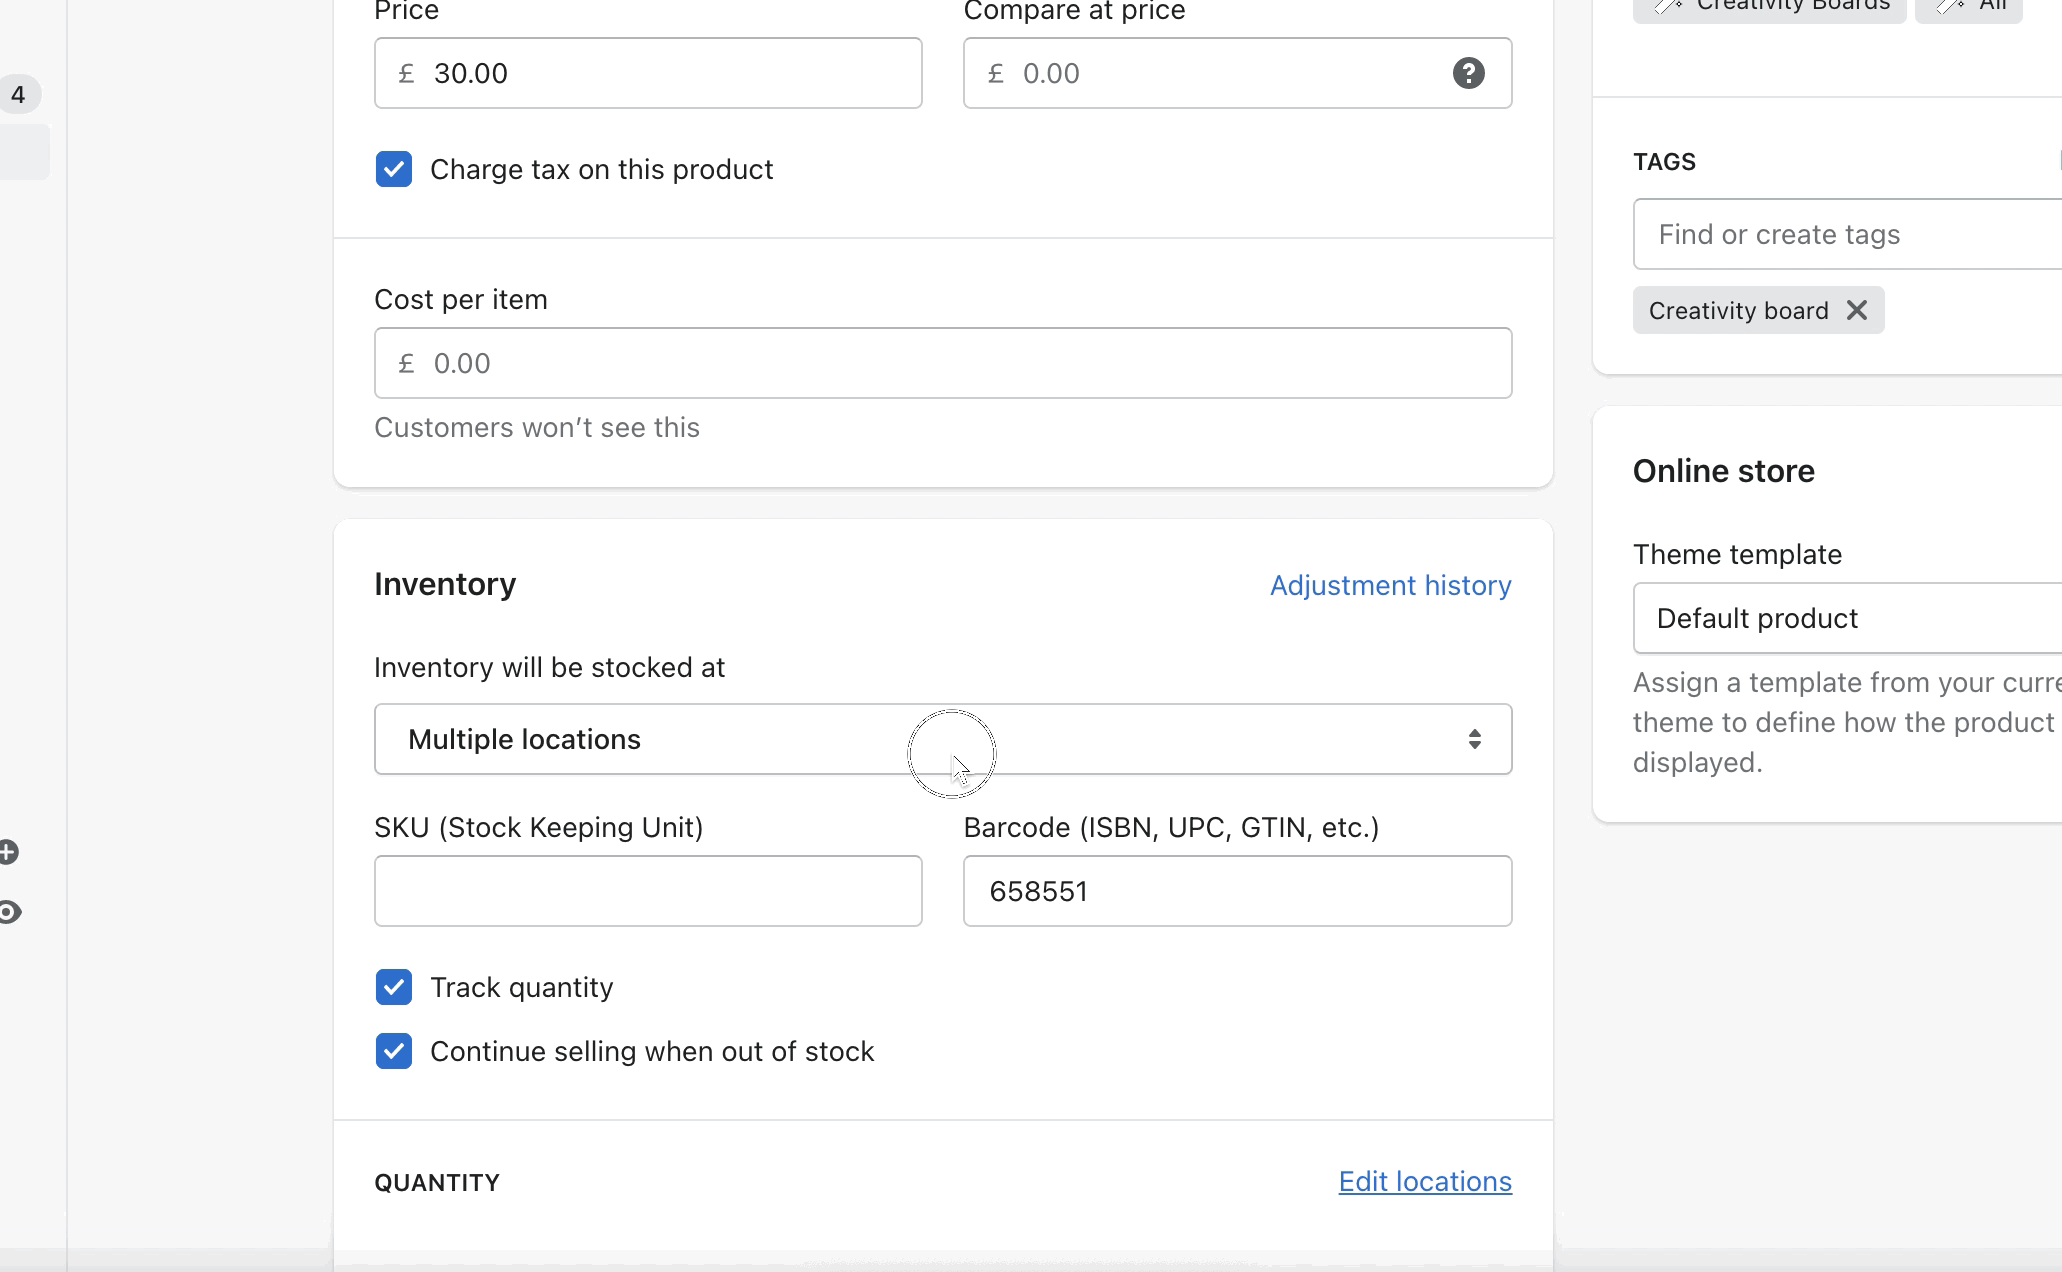 Price
Compare at price
£ 30.00
£ 0.00
Charge tax on this product
Cost per item
£ 0.00
Customers won’t see this
Inventory
Adjustment history
Inventory will be stocked at
Multiple locations
SKU (Stock Keeping Unit)
Barcode (ISBN, UPC, GTIN, etc.)
658551
Track quantity
Continue selling when out of stock
QUANTITY
Edit locations
4
Creativity Boards
All
TAGS
Find or create tags
Creativity board
Online store
Theme template
Default product
Assign a template from your
theme to define how the product
displayed.